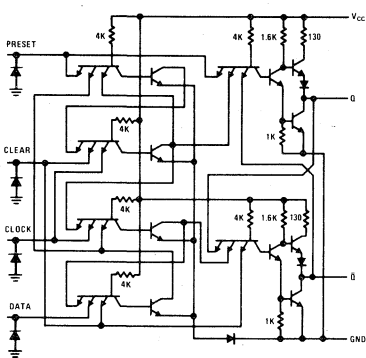 VCC
4K
4K
1.6K
130
PRESET
Q
1K
CLEAR
4K
4K
4K
1.6K
130
CLOCK
4K
Q̄
DATA
1K
GND